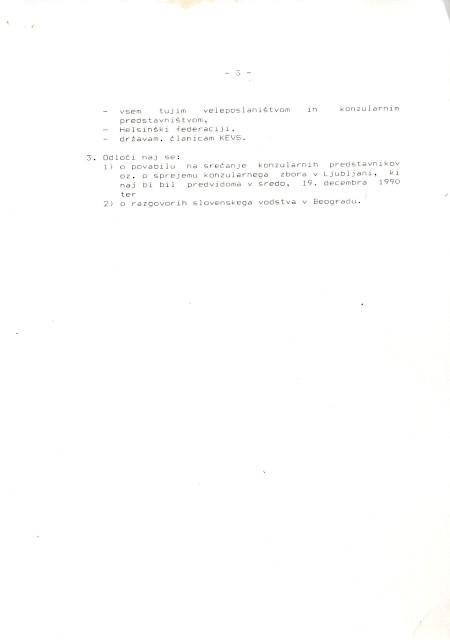 - 3 -
- vsem tujim veleposlaništvom in konzularnim
predstavništvom,
- Helsinški federaciji,
- državam, članicam KEVS.
3. Odloči naj se:
1) o povabilu na srečanje konzularnih predstavnikov
oz. o sprejemu konzularnega zbora v Ljubljani, ki
naj bi bil predvidoma v sredo, 19. decembra 1990
ter
2) o razgovorih slovenskega vodstva v Beogradu.